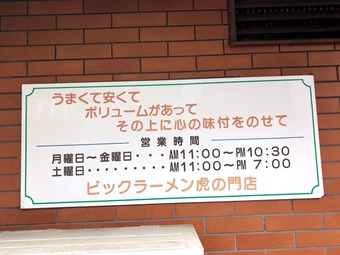 うまくて安くて
ボリュームがあって
その上に心の味付をのせて
営業時間
月曜日～金曜日・・・・AM11:00～PM10:30
土曜日・・・・・・・・・AM11:00～PM 7:00
ビックラーメン虎の門店